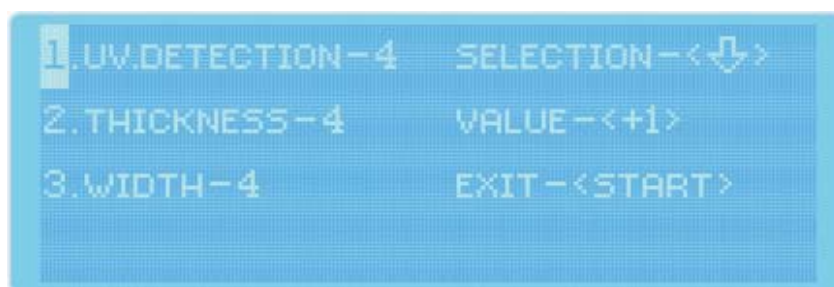 1.UV.DETECTION-4 SELECTION-<⇩>
2.THICKNESS-4 VALUE-<+1>
3.WIDTH-4 EXIT-<START>